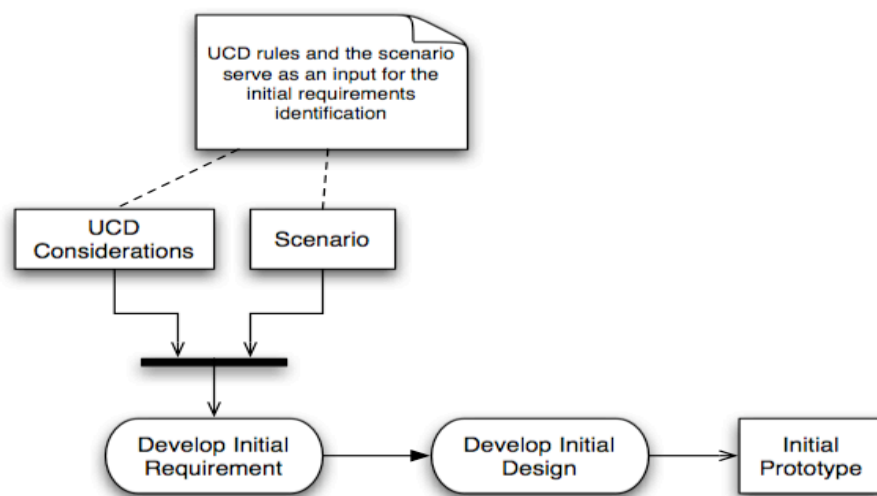 UCD rules and the scenario
serve as an input for the
initial requirements
identification
UCD
Considerations
Scenario
Develop Initial
Requirement
Develop Initial
Design
Initial
Prototype